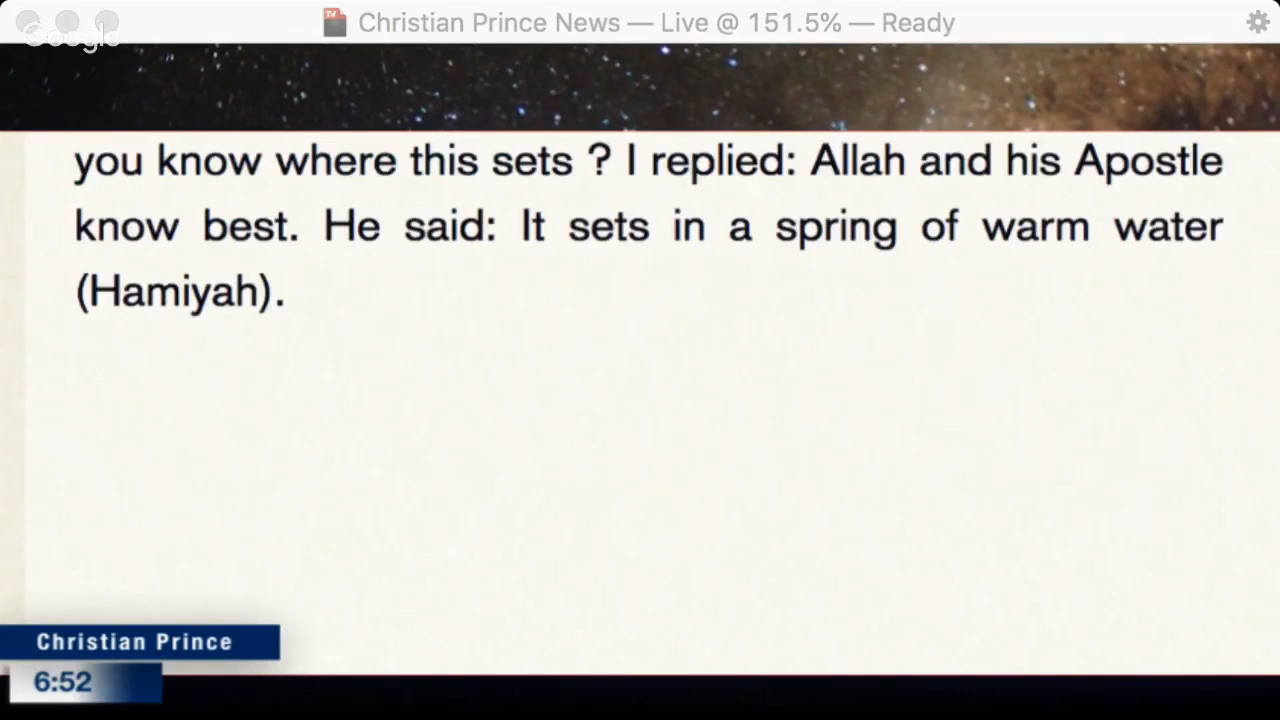 Christian Prince News — Live @ 151.5% — Ready
Google
you know where this sets ? I replied: Allah and his Apostle
know best. He said: It sets in a spring of warm water
(Hamiyah).
Christian Prince
6:52